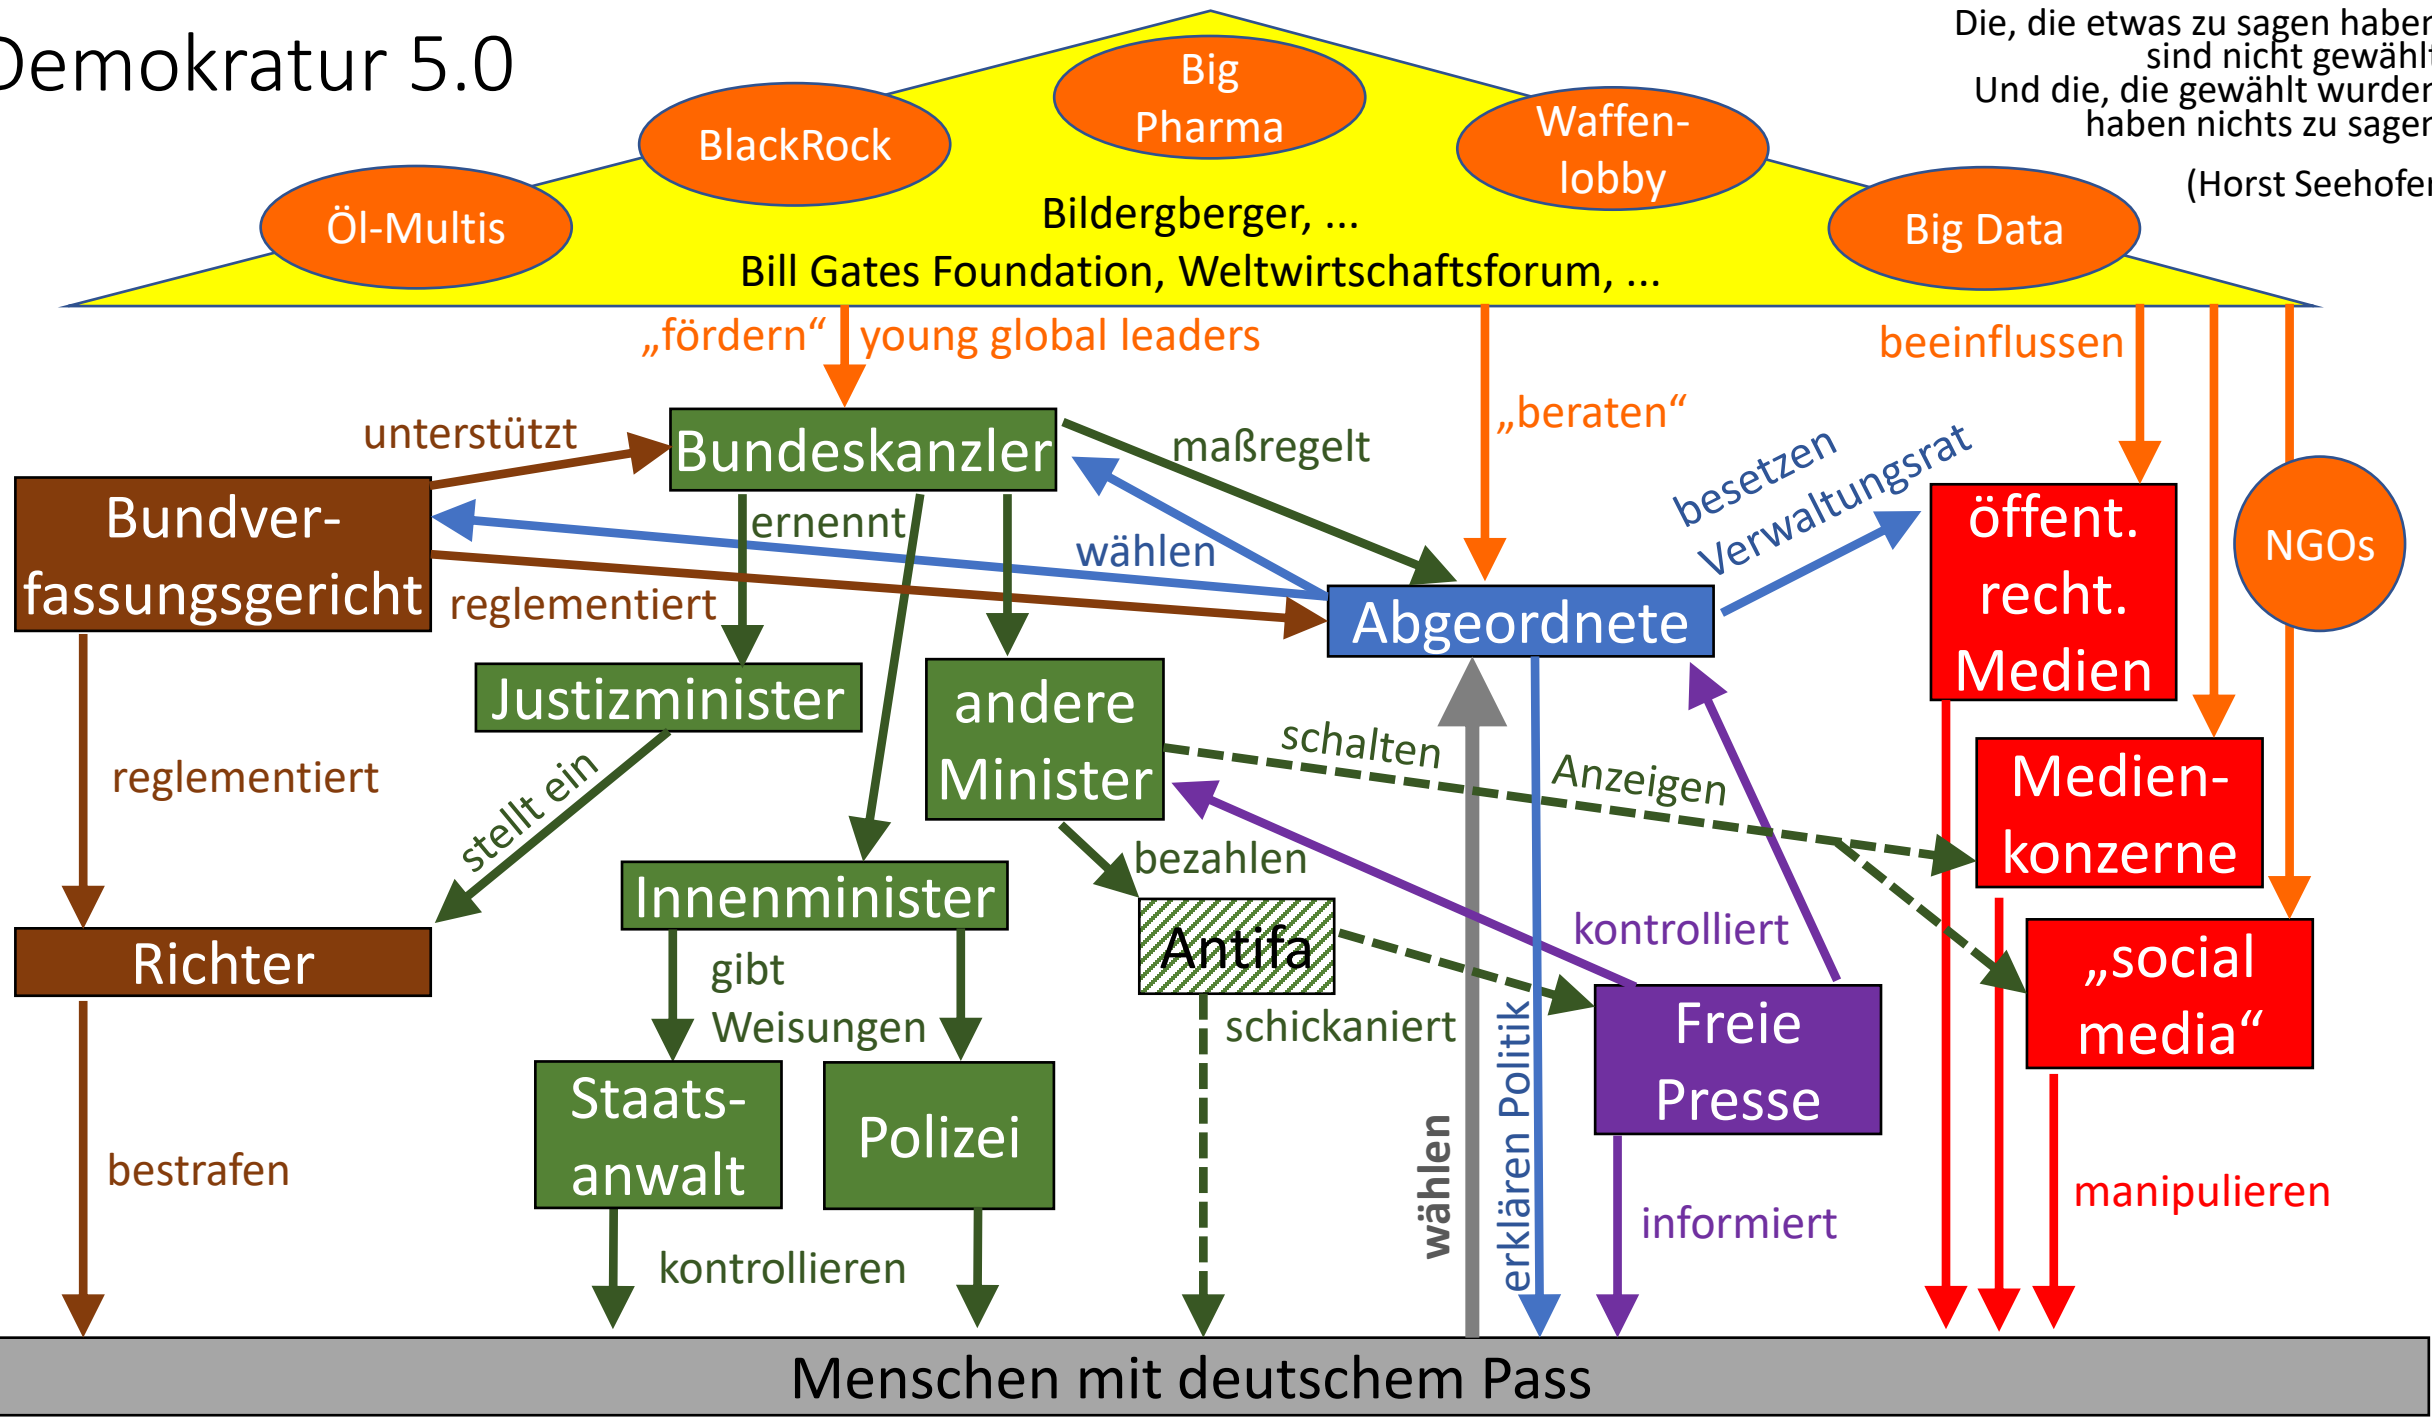 Demokratur 5.0
Die, die etwas zu sagen haben
sind nicht gewählt
Und die, die gewählt wurden
haben nichts zu sagen
(Horst Seehofer
Big
Pharma
BlackRock
Waffen-
lobby
Öl-Multis
Big Data
Bildergberger, ...
Bill Gates Foundation, Weltwirtschaftsforum, ...
„fördern“ young global leaders
beeinflussen
„beraten“
unterstützt
Bundeskanzler
maßregelt
besetzen
Verwaltungsrat
Bundver-
fassungsgericht
ernennt
wählen
reglementiert
Abgeordnete
öffent.
recht.
Medien
NGOs
Justizminister
andere
Minister
schalten
Anzeigen
Medien-
konzerne
reglementiert
stellt ein
bezahlen
Innenminister
Antifa
kontrolliert
„social
media“
Richter
gibt
Weisungen
schickaniert
Freie
Presse
Staats-
anwalt
Polizei
wählen
erklären Politik
bestrafen
informiert
manipulieren
kontrollieren
Menschen mit deutschem Pass